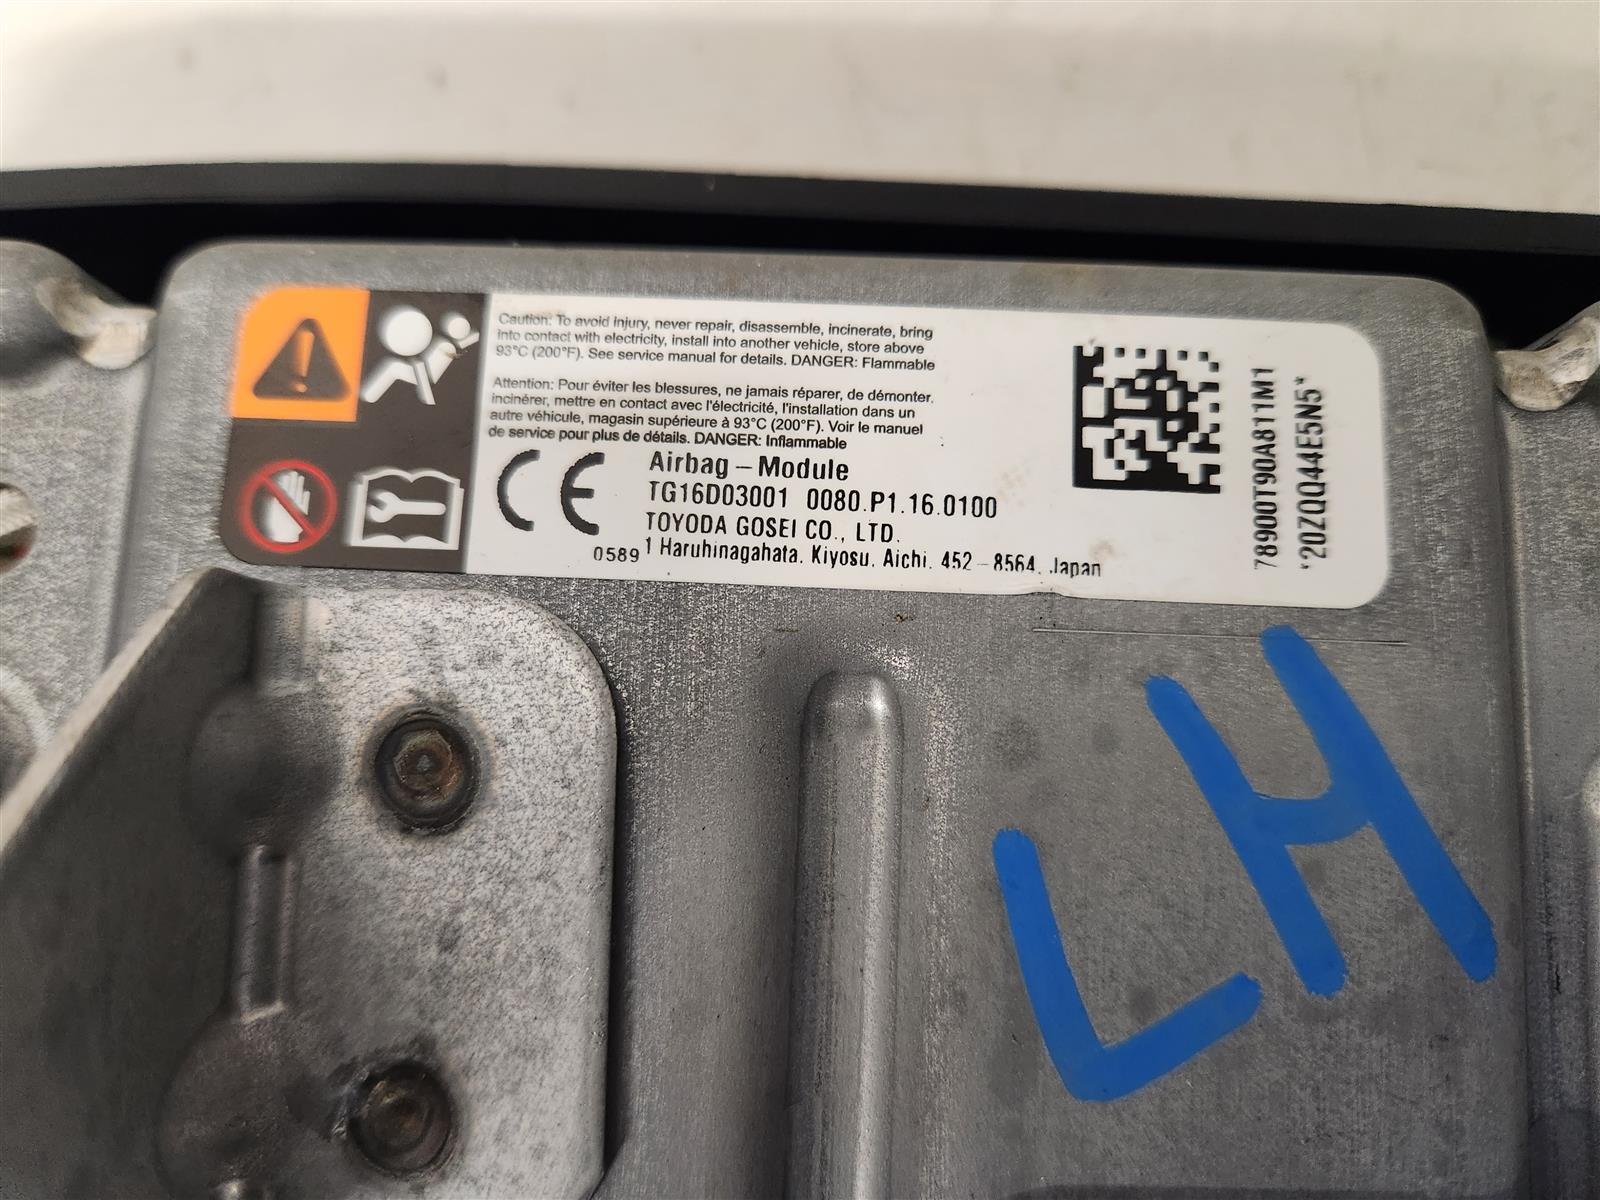 Caution: To avoid injury, never repair, disassemble, incinerate, bring
into contact with electricity, install into another vehicle, store above
93°C (200°F). See service manual for details. DANGER: Flammable
Attention: Pour éviter les blessures, ne jamais réparer, de démonter,
incinérer, mettre en contact avec l'électricité, l'installation dans un
autre véhicule, magasin supérieure à 93°C (200°F). Voir le manuel
de service pour plus de détails. DANGER: Inflammable
CE
Airbag - Module
TG16D03001 0080.P1.16.0100
TOYODA GOSEI CO., LTD.
0589 1 Haruhinagahata, Kiyosu, Aichi, 452-8564, Japan
78900T90A811M1
*20ZQQ44E5N5*
LH